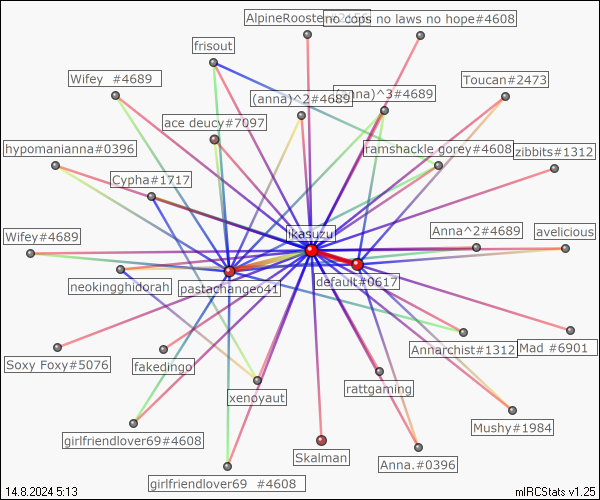 AlpineRooster
no cops no laws no hope#4608
frisout
Wifey  #4689
Toucan#2473
(anna)^2#4689
(anna)^3#4689
ace deucy#7097
hypomanianna#0396
ramshackle gorey#4608
zibbits#1312
Cypha#1717
ikasuzu
Anna^2#4689
avelicious
Wifey#4689
neokingghdorah
pastachangeo41
default#0617
Annarchist#1312
Mad #6901
Soxy Foxy#5076
fakedingo
rattgaming
xenoyaut
Mushy#1984
girlfriendlover69#4608
Skalman
Anna.#0396
girlfriendlover69  #4608
14.8.2024 5:13
mIRCStats v1.25